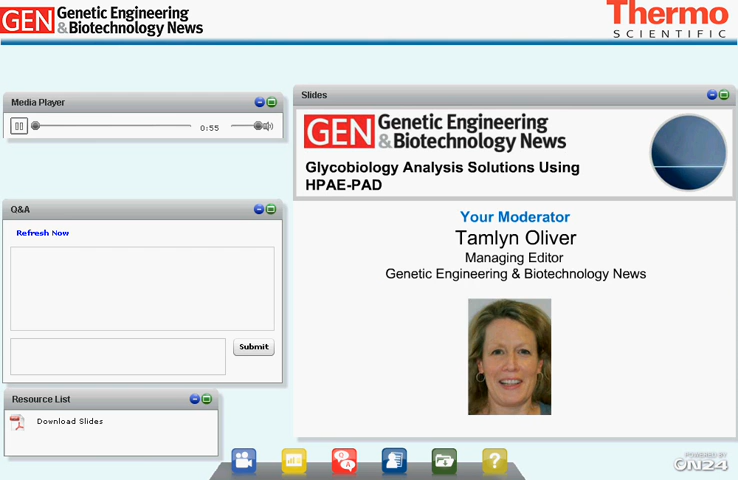 GEN Genetic Engineering
&Biotechnology News
Thermo
SCIENTIFIC
Media Player
0:55
Q&A
Refresh Now
Submit
Resource List
Download Slides
Slides
GEN Genetic Engineering
&Biotechnology News
Glycobiology Analysis Solutions Using
HPAE-PAD
Your Moderator
Tamlyn Oliver
Managing Editor
Genetic Engineering & Biotechnology News
Q
A
?
POWERED BY
ON24